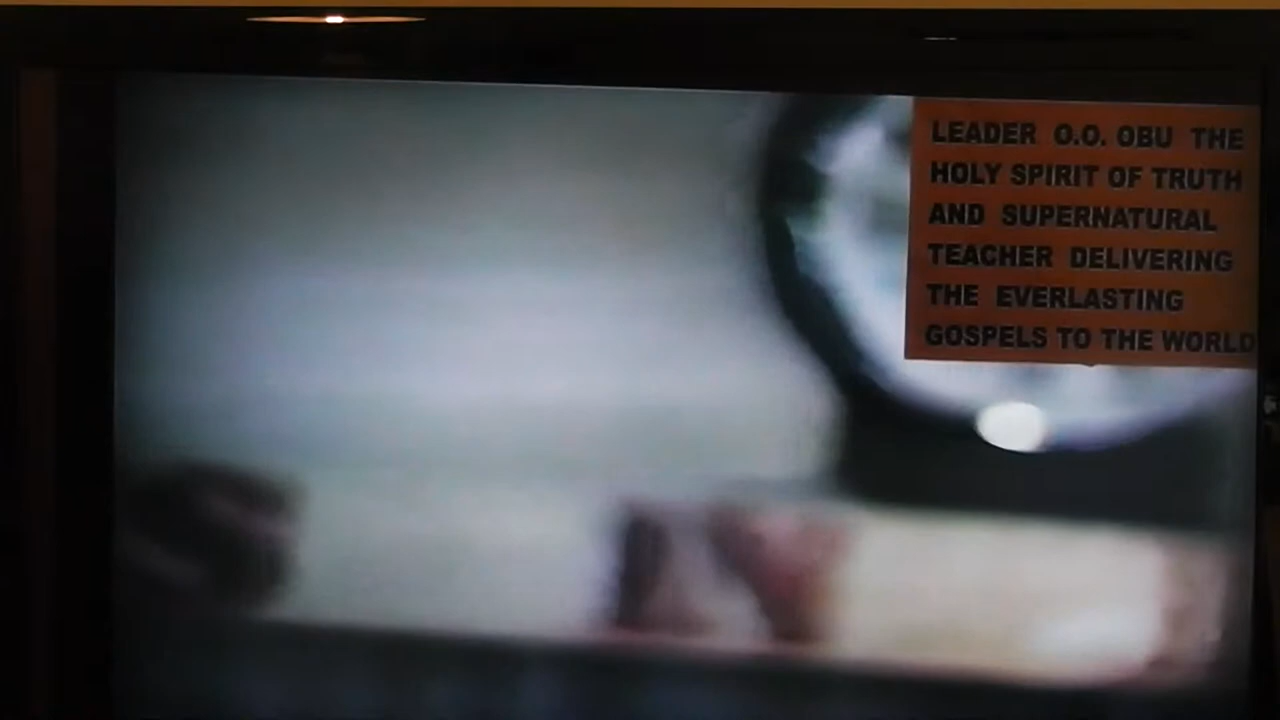 LEADER O.O. OBU THE
HOLY SPIRIT OF TRUTH
AND SUPERNATURAL
TEACHER DELIVERING
THE EVERLASTING
GOSPELS TO THE WORLD